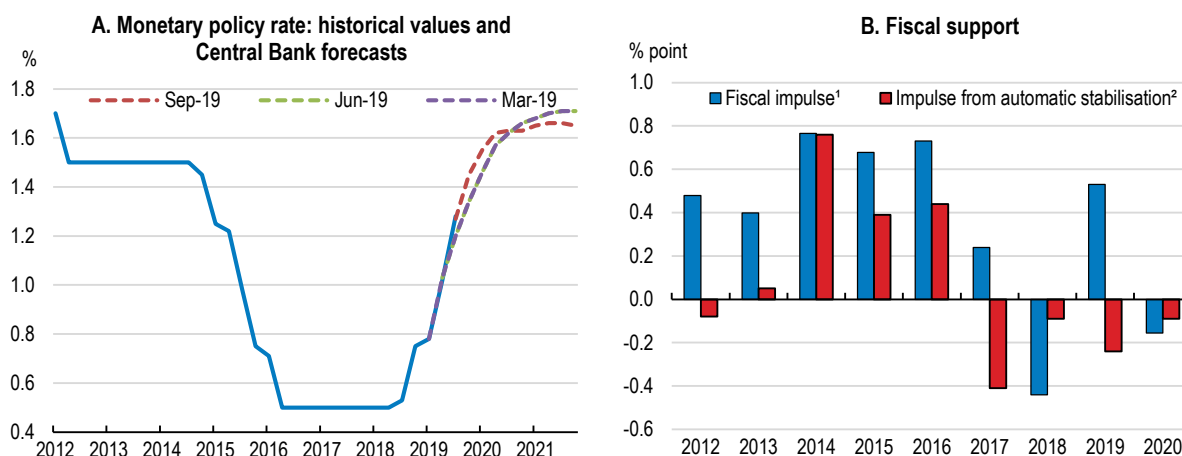 A. Monetary policy rate: historical values and
Central Bank forecasts
%
1.8
1.6
1.4
1.2
1.0
0.8
0.6
0.4
Sep-19 Jun-19 Mar-19
2012 2013 2014 2015 2016 2017 2018 2019 2020 2021
B. Fiscal support
% point
1.0
0.8
0.6
0.4
0.2
0.0
-0.2
-0.4
-0.6
Fiscal impulse¹ Impulse from automatic stabilisation²
2012 2013 2014 2015 2016 2017 2018 2019 2020